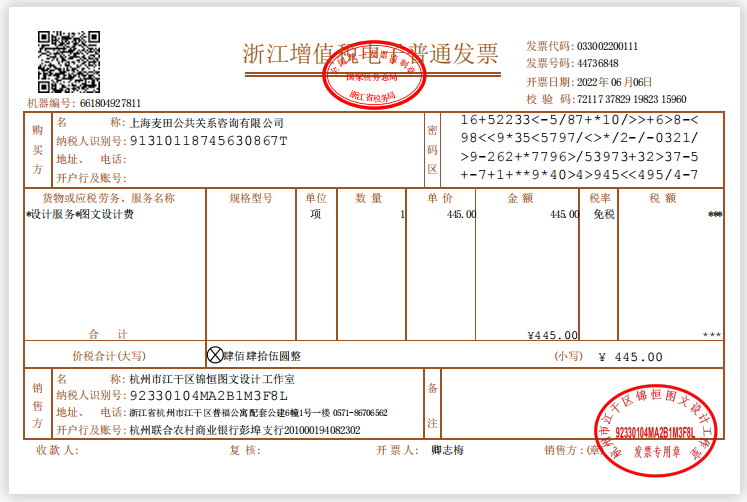 浙江增值税电子普通发票
国家税务总局
浙江省税务局
发票代码: 033002200111
发票号码: 44736848
开票日期: 2022年 06月06日
校 验 码: 72117 37829 19823 15960
机器编号: 661804927811
购买方
名 称: 上海麦田公共关系咨询有限公司
纳税人识别号: 91310118745630867T
地址、 电话:
开户行及账号:
密码区
16+52233<-5/87+*10/>>+6>8-<
98<<9*35<5797/<>*/2-/-0321/
>9-262+*7796>/53973+32>37-5
+-7+1+**9*40>4>945<<495/4-7
货物或应税劳务、服务名称 规格型号 单位 数 量 单 价 金 额 税率 税 额
*设计服务*图文设计费 项 1 445.00 445.00 免税 ***
合 计 ¥445.00 ***
价税合计(大写) 肆佰肆拾伍圆整 (小写) ¥ 445.00
销售方
名 称: 杭州市江干区锦恒图文设计工作室
纳税人识别号: 92330104MA2B1M3F8L
地址、 电话: 浙江省杭州市江干区普福公寓配套公建6幢1号一楼 0571-86706562
开户行及账号: 杭州联合农村商业银行彭埠支行201000194082302
备注
收 款 人: 复 核: 开 票 人: 卿志梅 销售方: (章)
杭州市江干区锦恒图文设计工作室
92330104MA2B1M3F8L
发票专用章